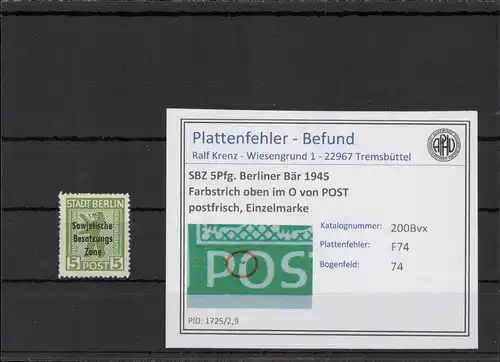 Plattenfehler - Befund
Ralf Krenz - Wiesengrund 1 - 22967 Tremsbüttel
SBZ 5Pfg. Berliner Bär 1945
Farbstrich oben im O von POST
postfrisch, Einzelmarke
Katalognummer: 200Bvx
Plattenfehler: F74
Bogenfeld: 74
POST
PID: 1725/2,9
STADT BERLIN
Sowjetische
Besatzungs
Zone
5 POST 5